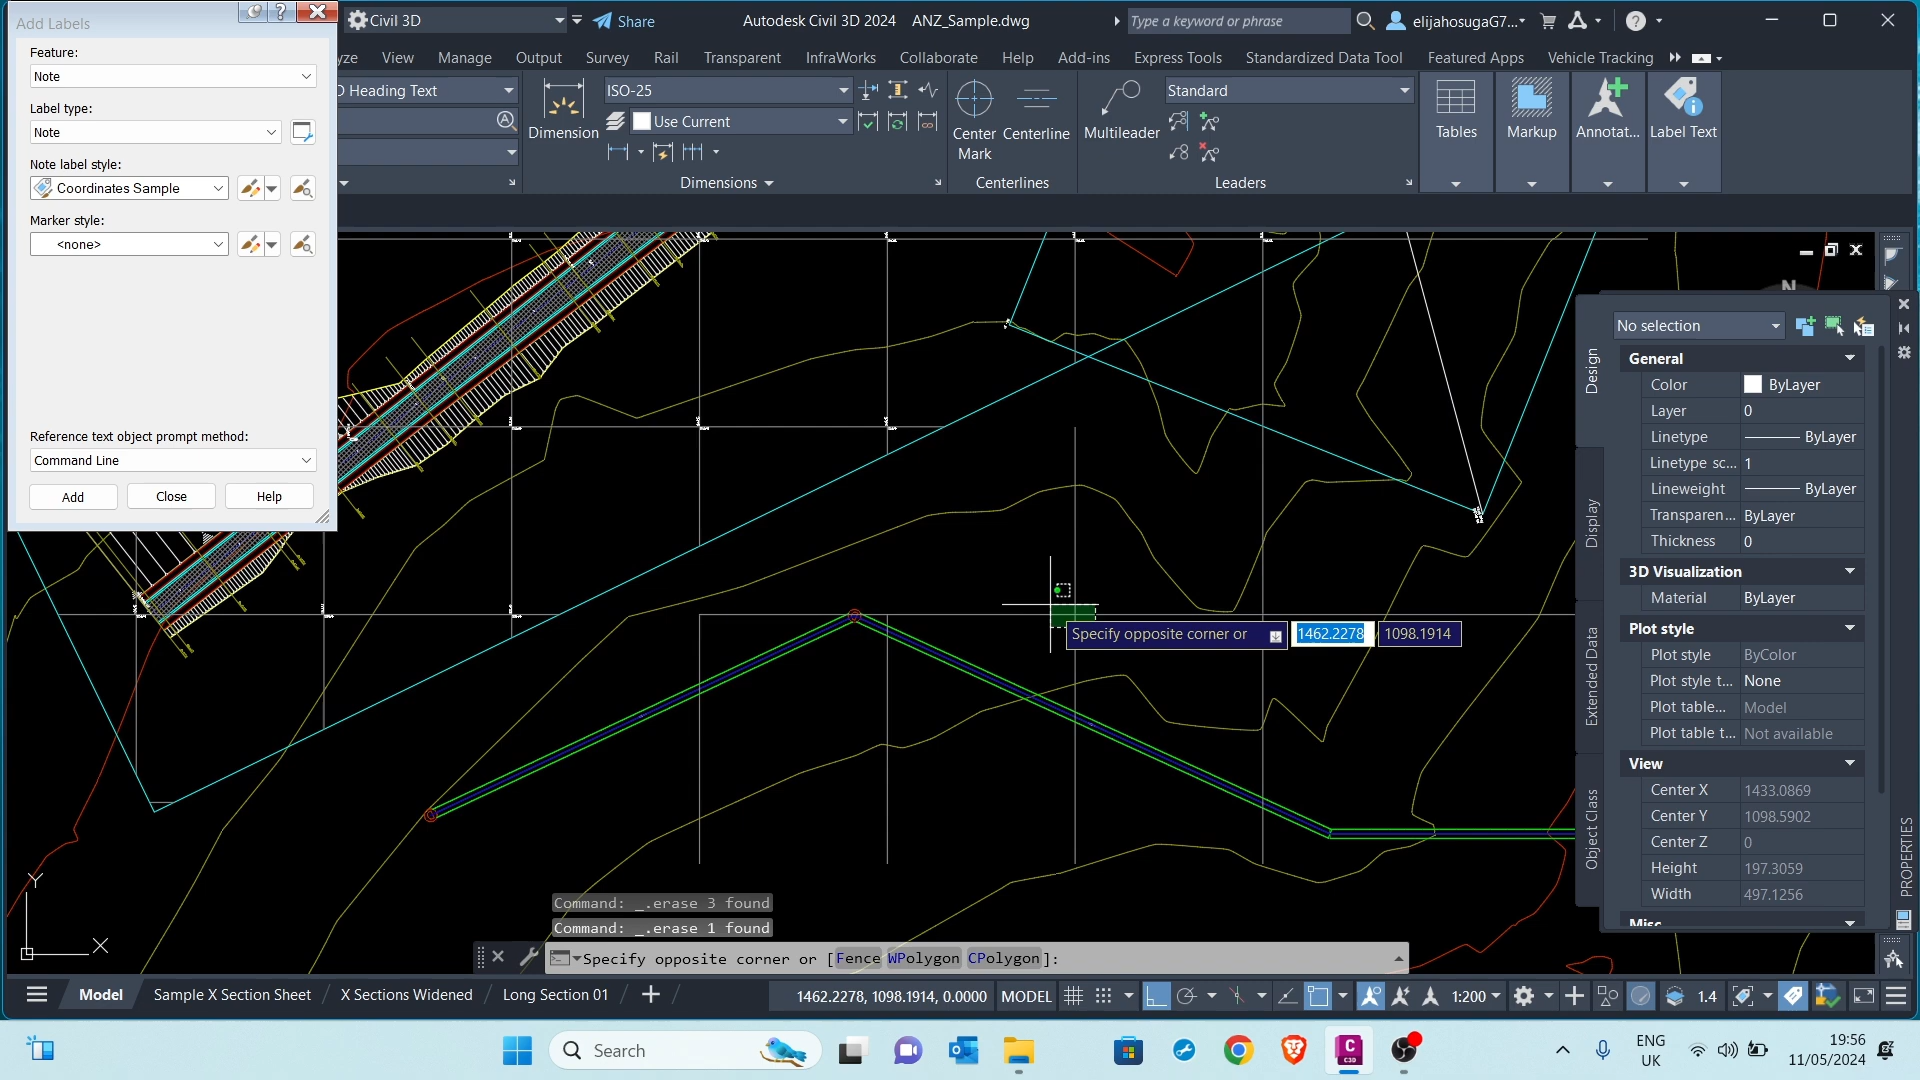 Add Labels
Feature:
Note
Label type:
Note
Note label style:
Coordinates Sample
Marker style:
<none>
Reference text object prompt method:
Command Line
Add
Close
Help
Civil 3D
Share
Autodesk Civil 3D 2024
ANZ_Sample.dwg
Type a keyword or phrase
elijahosugaG7...
yze
View
Manage
Output
Survey
Rail
Transparent
InfraWorks
Collaborate
Help
Add-ins
Express Tools
Standardized Data Tool
Featured Apps
Vehicle Tracking
D Heading Text
Dimension
ISO-25
Use Current
Dimensions
Center
Mark
Centerline
Centerlines
Multileader
Standard
Leaders
Tables
Markup
Annotat...
Label Text
N
Specify opposite corner or
1462.2278
1098.1914
Y
X
No selection
General
Color
ByLayer
Layer
0
Linetype
ByLayer
Linetype sc...
1
Lineweight
ByLayer
Transparen...
ByLayer
Thickness
0
3D Visualization
Material
ByLayer
Plot style
Plot style
ByColor
Plot style t...
None
Plot table...
Model
Plot table t...
Not available
View
Center X
1433.0869
Center Y
1098.5902
Center Z
0
Height
197.3059
Width
497.1256
Misc
Design
Display
Extended Data
Object Class
PROPERTIES
Command: _.erase 3 found
Command: _.erase 1 found
Specify opposite corner or [Fence WPolygon CPolygon]:
Model
Sample X Section Sheet
X Sections Widened
Long Section 01
1462.2278, 1098.1914, 0.0000
MODEL
1:200
1.4
Search
C
C3D
ENG
UK
19:56
11/05/2024